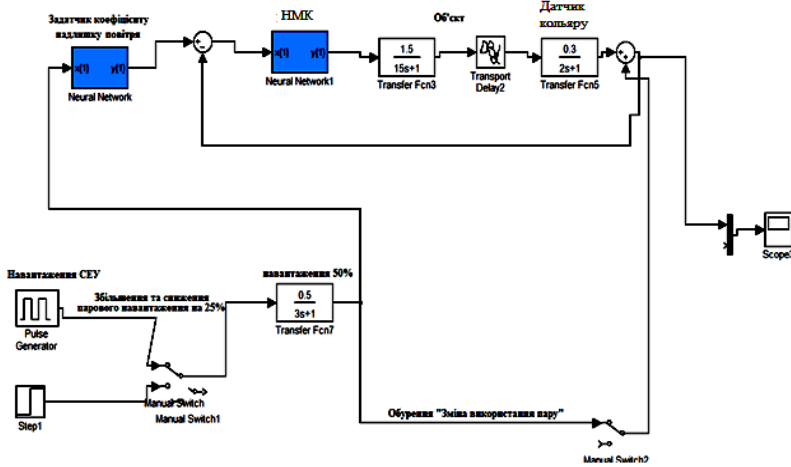 Задатчик коефіцієнту
надлишку повітря
x{1} y{1}
Neural Network
: НМК
x{1} y{1}
Neural Network1
Об'єкт
1.5
15s+1
Transfer Fcn3
Transport
Delay2
Датчик
кольяру
0.3
2s+1
Transfer Fcn5
Scope3
Навантаження СЕУ
Збільшення та снижения
парового навантаження на 25%
Pulse
Generator
Step1
Manual Switch
Manual Switch1
навантаження 50%
0.5
3s+1
Transfer Fcn7
Обурення "Зміна використання пару"
Manual Switch2